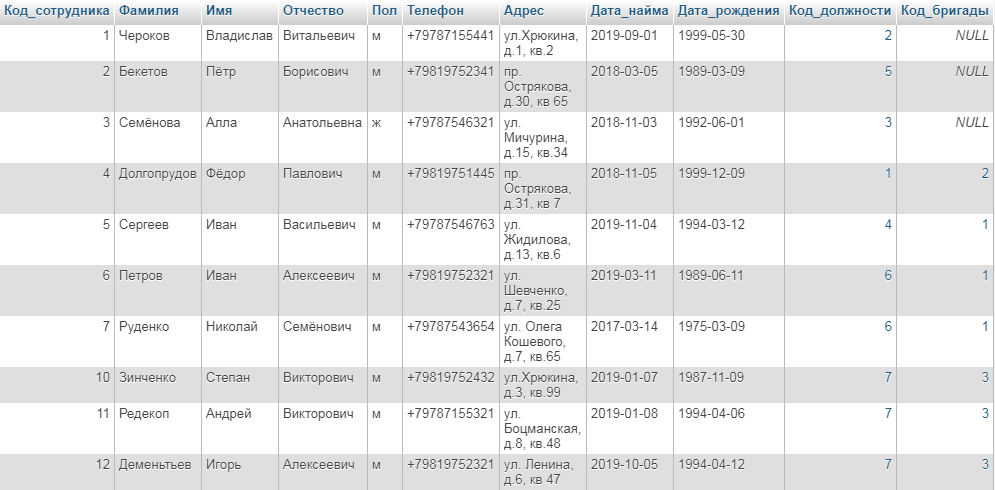 Код_сотрудника Фамилия Имя Отчество Пол Телефон Адрес Дата_найма Дата_рождения Код_должности Код_бригады
1 Чероков Владислав Витальевич м +79787155441 ул.Хрюкина, 2019-09-01 1999-05-30 2 NULL
д.1, кв.2
2 Бекетов Пётр Борисович м +79819752341 пр. 2018-03-05 1989-03-09 5 NULL
Острякова,
д.30, кв 65
3 Семёнова Алла Анатольевна ж +79787546321 ул. 2018-11-03 1992-06-01 3 NULL
Мичурина,
д.15, кв.34
4 Долгопрудов Фёдор Павлович м +79819751445 пр. 2018-11-05 1999-12-09 1 2
Острякова,
д.31, кв 7
5 Сергеев Иван Васильевич м +79787546763 ул. 2019-11-04 1994-03-12 4 1
Жидилова,
д.13, кв.6
6 Петров Иван Алексеевич м +79819752321 ул. 2019-03-11 1989-06-11 6 1
Шевченко,
д.7, кв.25
7 Руденко Николай Семёнович м +79787543654 ул. Олега 2017-03-14 1975-03-09 6 1
Кошевого,
д.7, кв.65
10 Зинченко Степан Викторович м +79819752432 ул.Хрюкина, 2019-01-07 1987-11-09 7 3
д.3, кв.99
11 Редекоп Андрей Викторович м +79787155321 ул. 2019-01-08 1994-04-06 7 3
Боцманская,
д.8, кв.48
12 Деменьтьев Игорь Алексеевич м +79819752321 ул. Ленина, 2019-10-05 1994-04-12 7 3
д.6, кв 47